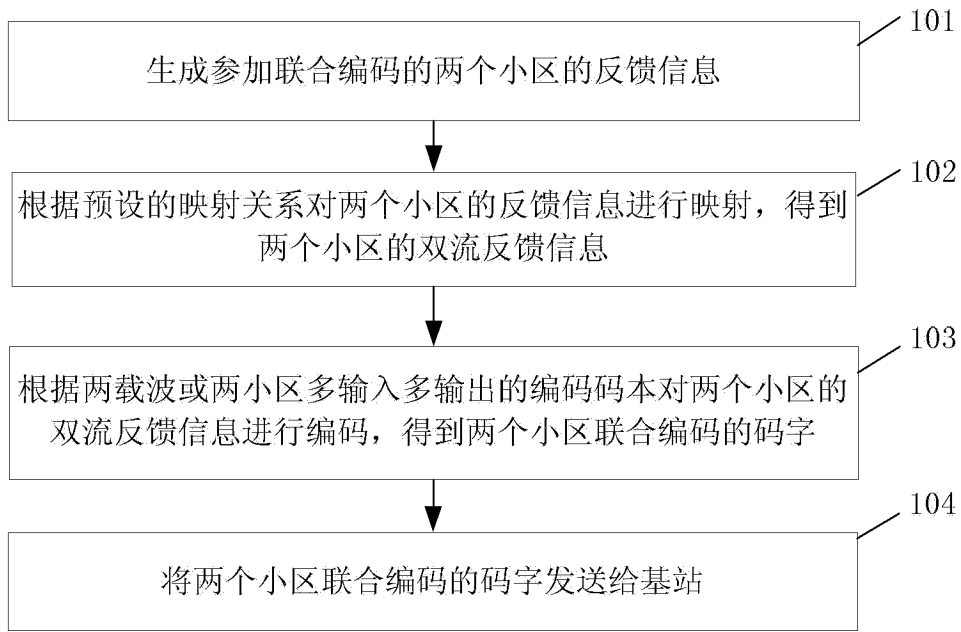 101
生成参加联合编码的两个小区的反馈信息
102
根据预设的映射关系对两个小区的反馈信息进行映射，得到
两个小区的双流反馈信息
103
根据两载波或两小区多输入多输出的编码码本对两个小区的
双流反馈信息进行编码，得到两个小区联合编码的码字
104
将两个小区联合编码的码字发送给基站